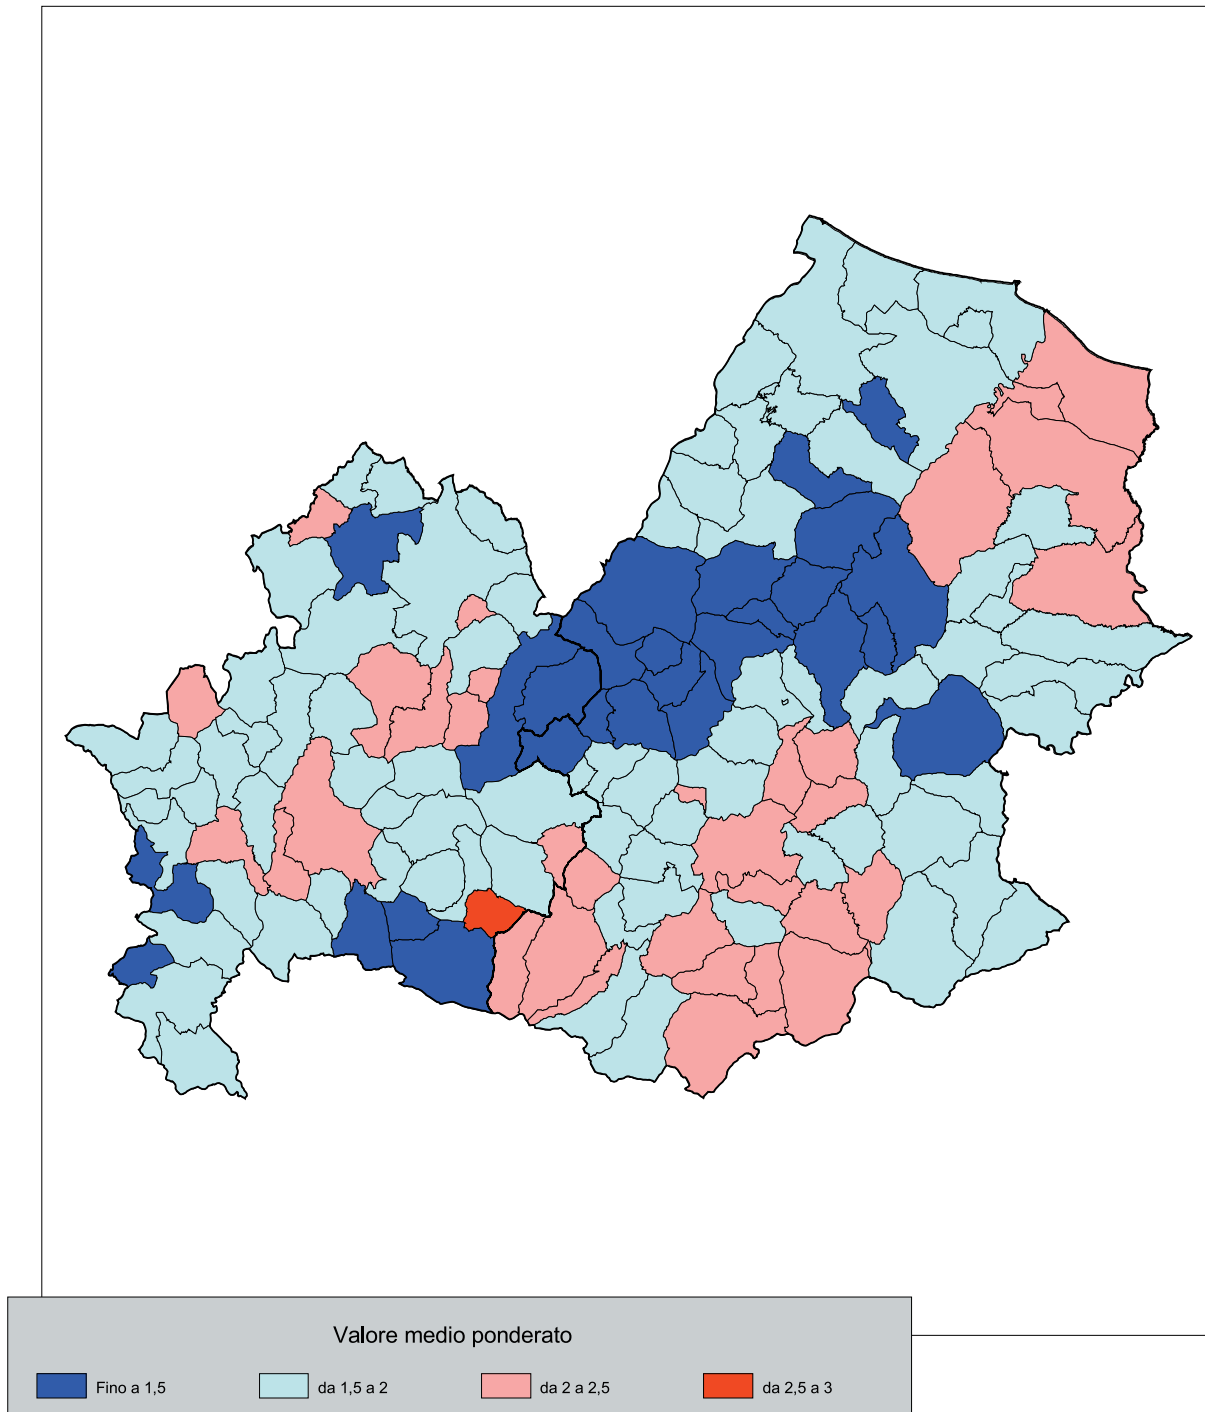 Valore medio ponderato
Fino a 1,5
da 1,5 a 2
da 2 a 2,5
da 2,5 a 3